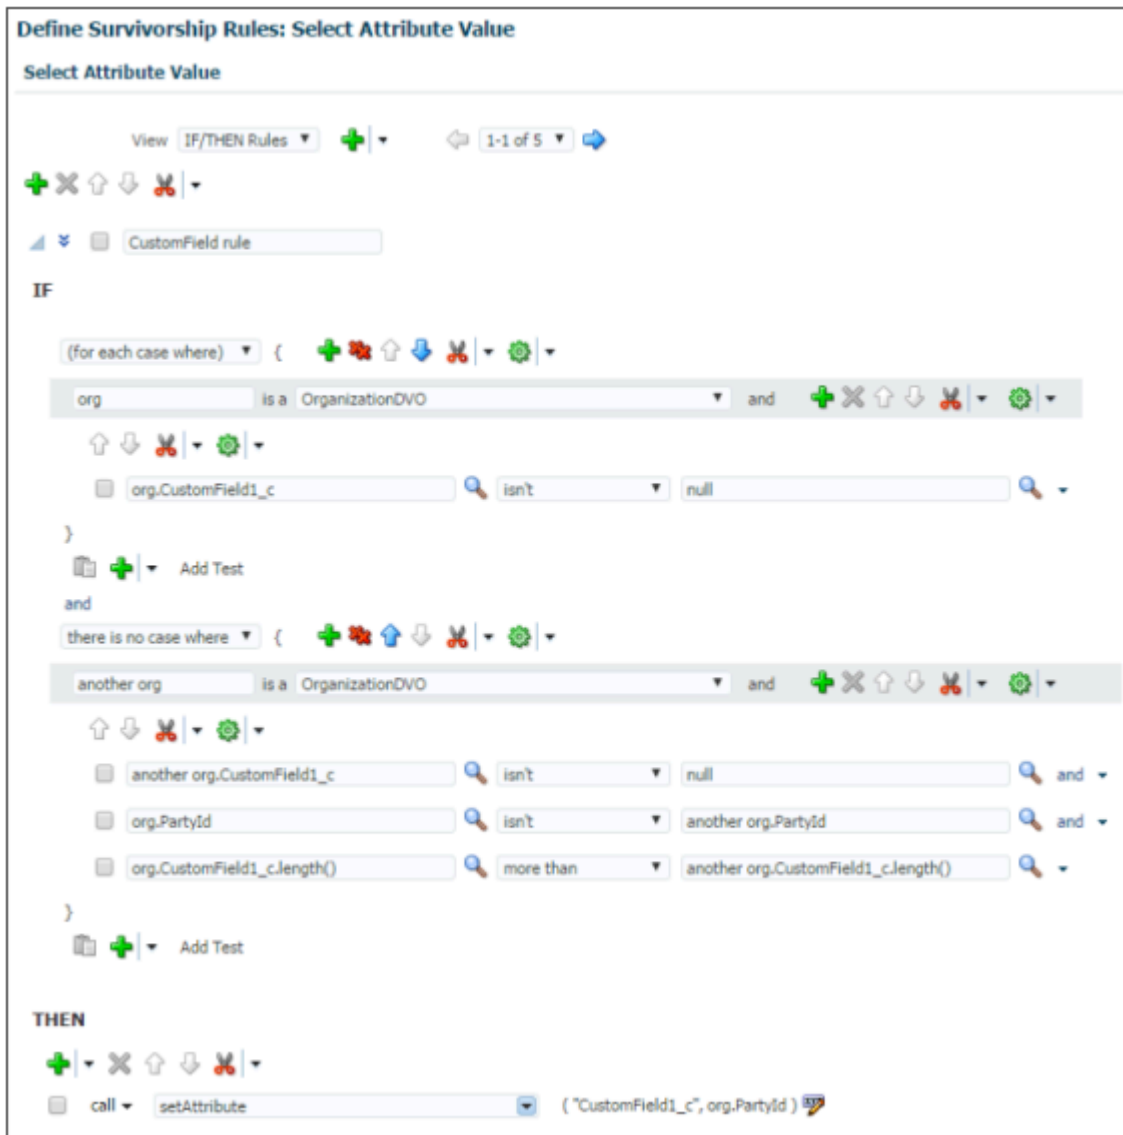 Define Survivorship Rules: Select Attribute Value
Select Attribute Value
View IF/THEN Rules 1-1 of 5
CustomField rule
IF
(for each case where) {
org is a OrganizationDVO and
org.CustomField1_c isn't null
}
Add Test
and
there is no case where {
another org is a OrganizationDVO and
another org.CustomField1_c isn't null and
org.PartyId isn't another org.PartyId and
org.CustomField1_c.length() more than another org.CustomField1_c.length()
}
Add Test
THEN
call setAttribute ( "CustomField1_c", org.PartyId )